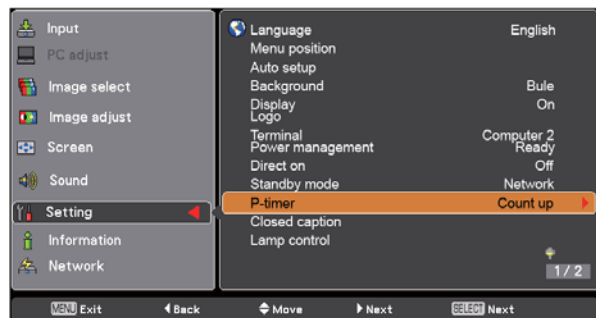 Input
PC adjust
Image select
Image adjust
Screen
Sound
Setting
Information
Network
Language English
Menu position
Auto setup
Background Bule
Display On
Logo
Terminal Computer 2
Power management Ready
Direct on Off
Standby mode Network
P-timer Count up
Closed caption
Lamp control
1 / 2
MENU Exit Back Move Next SELECT Next